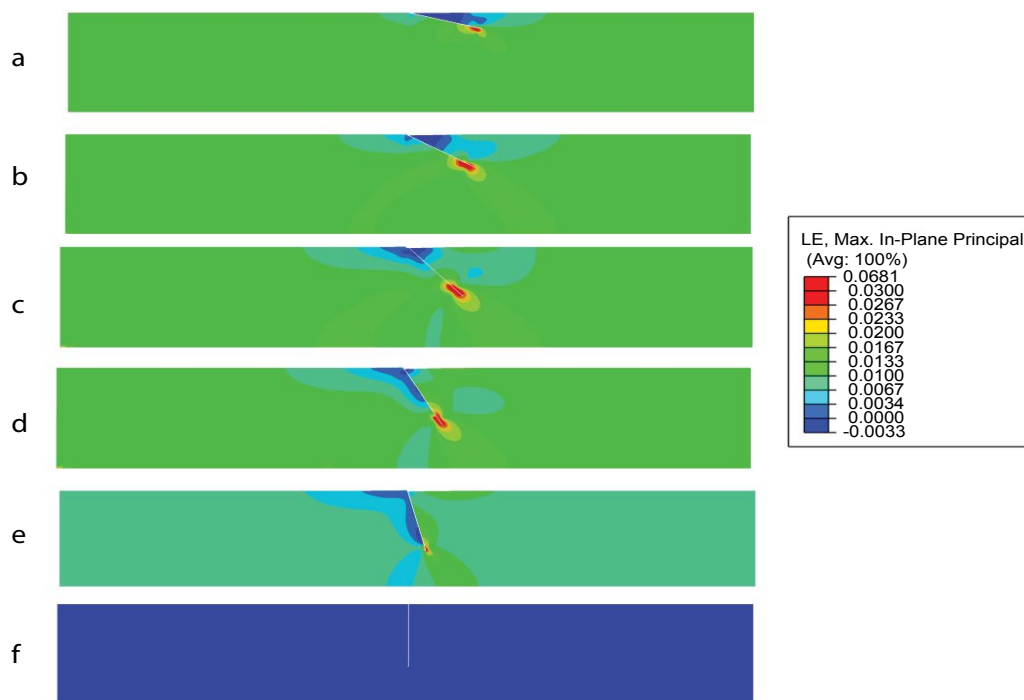 a
b
c
d
e
f
LE, Max. In-Plane Principal
(Avg: 100%)
0.0681
0.0300
0.0267
0.0233
0.0200
0.0167
0.0133
0.0100
0.0067
0.0034
0.0000
-0.0033